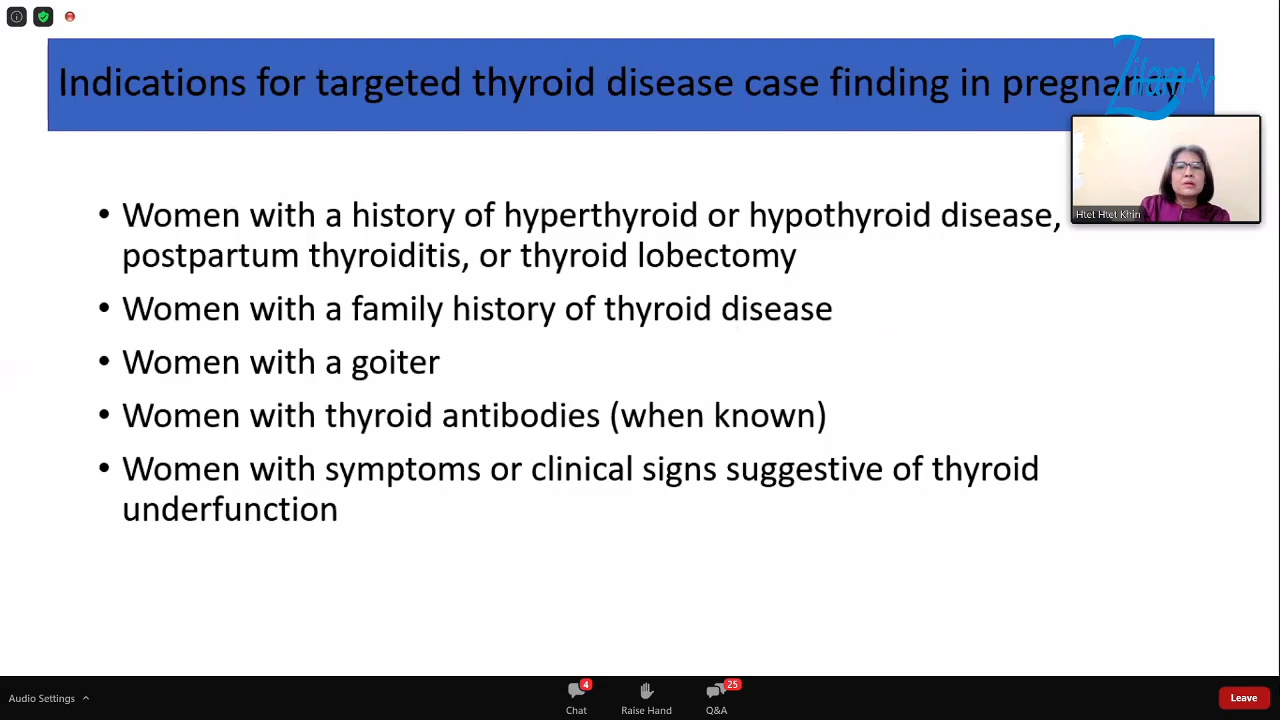 Indications for targeted thyroid disease case finding in pregnancy
Zifam
Htet Htet Khin
• Women with a history of hyperthyroid or hypothyroid disease,
postpartum thyroiditis, or thyroid lobectomy
• Women with a family history of thyroid disease
• Women with a goiter
• Women with thyroid antibodies (when known)
• Women with symptoms or clinical signs suggestive of thyroid
underfunction
Audio Settings
4
Chat
Raise Hand
25
Q&A
Leave